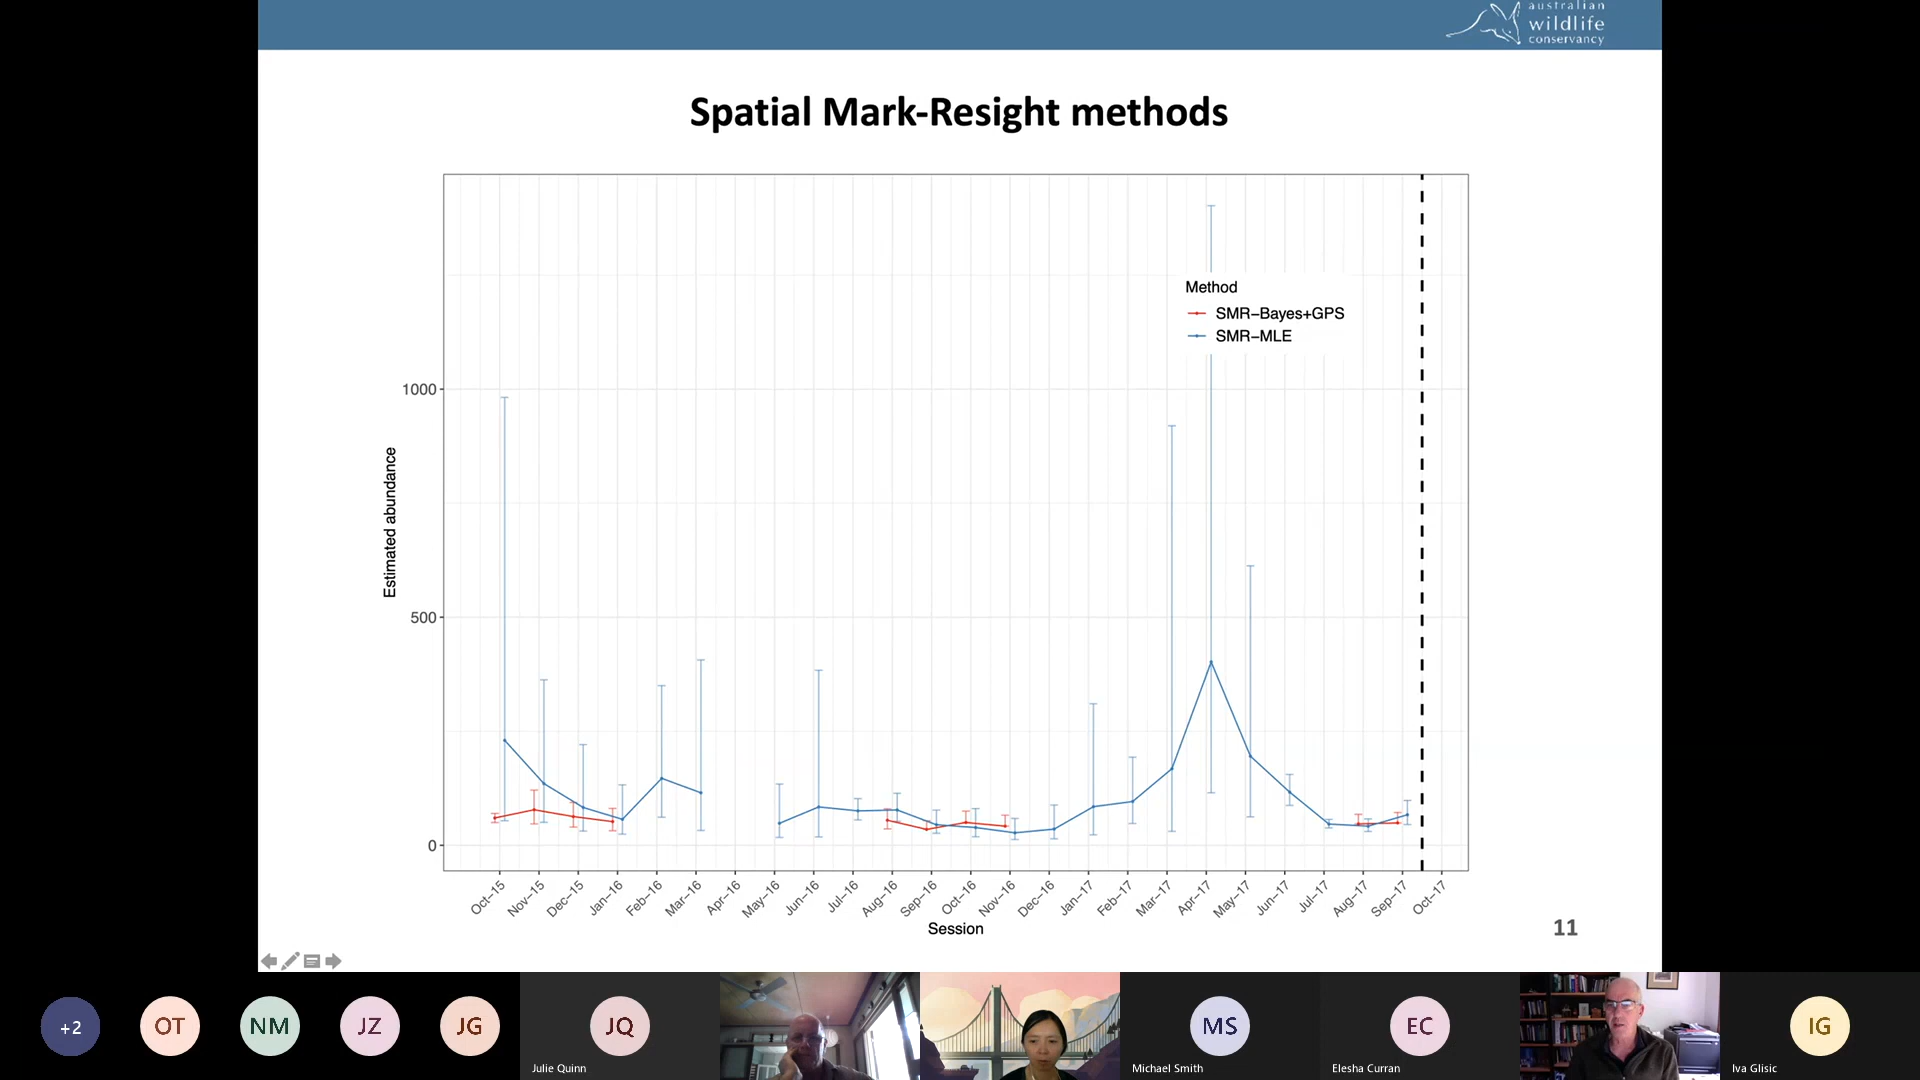 australian
wildlife
conservancy
Spatial Mark-Resight methods
Method
SMR−Bayes+GPS
SMR−MLE
1000
500
0
Estimated abundance
Oct−15
Nov−15
Dec−15
Jan−16
Feb−16
Mar−16
Apr−16
May−16
Jun−16
Jul−16
Aug−16
Sep−16
Oct−16
Nov−16
Dec−16
Jan−17
Feb−17
Mar−17
Apr−17
May−17
Jun−17
Jul−17
Aug−17
Sep−17
Oct−17
Session
11
+2
OT
NM
JZ
JG
JQ
Julie Quinn
MS
Michael Smith
EC
Elesha Curran
IG
Iva Glisic